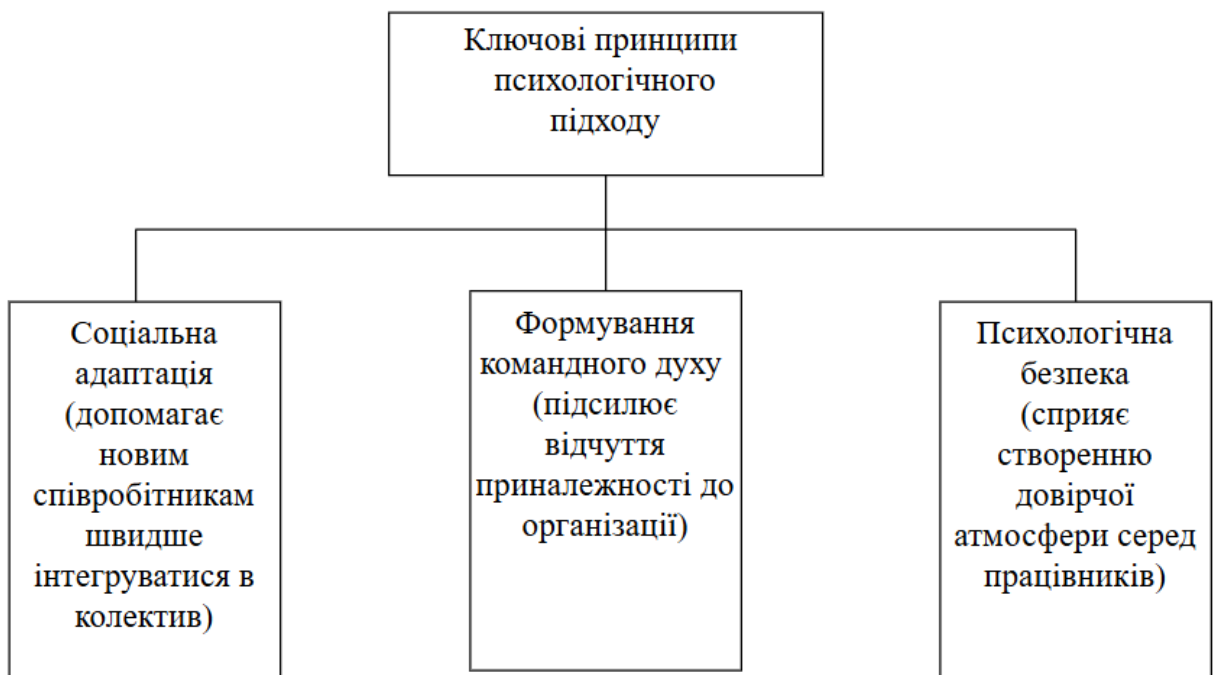 Ключові принципи
психологічного
підходу
Соціальна
адаптація
(допомагає
новим
співробітникам
швидше
інтегруватися в
колектив)
Формування
командного духу
(підсилює
відчуття
приналежності до
організації)
Психологічна
безпека
(сприяє
створенню
довірчої
атмосфери серед
працівників)